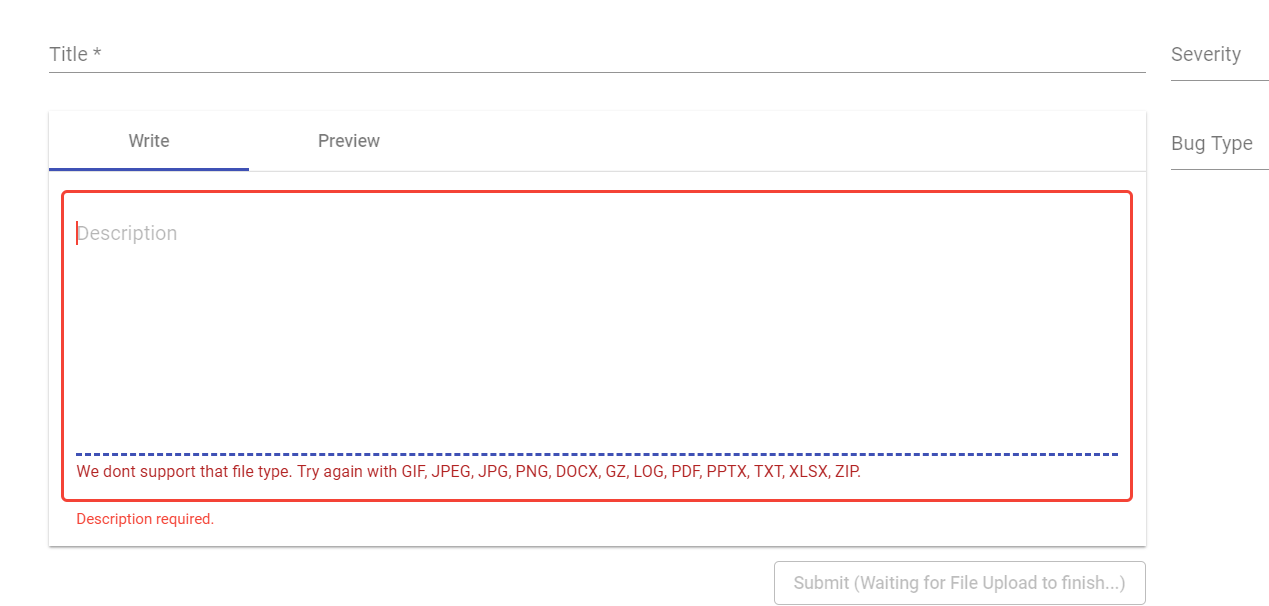 Title *
Severity
Write
Preview
Bug Type
Description
We dont support that file type. Try again with GIF, JPEG, JPG, PNG, DOCX, GZ, LOG, PDF, PPTX, TXT, XLSX, ZIP.
Description required.
Submit (Waiting for File Upload to finish...)